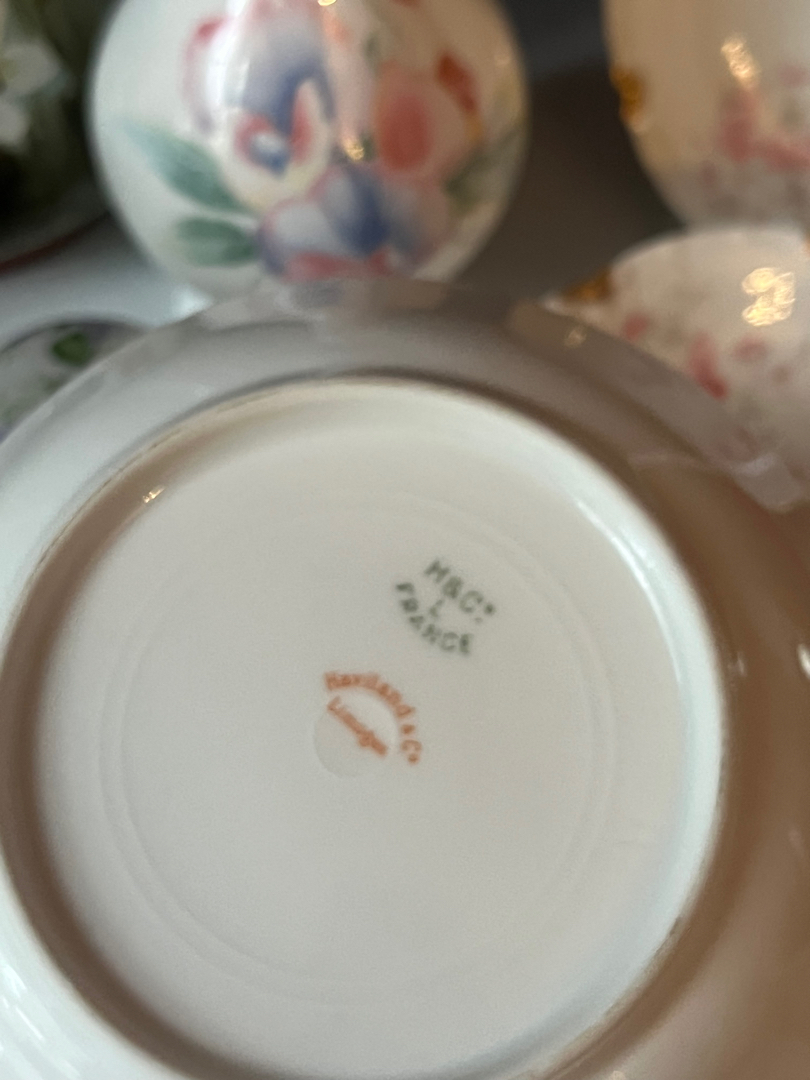 H&Cº
L
FRANCE
Haviland & Cº
Limoges